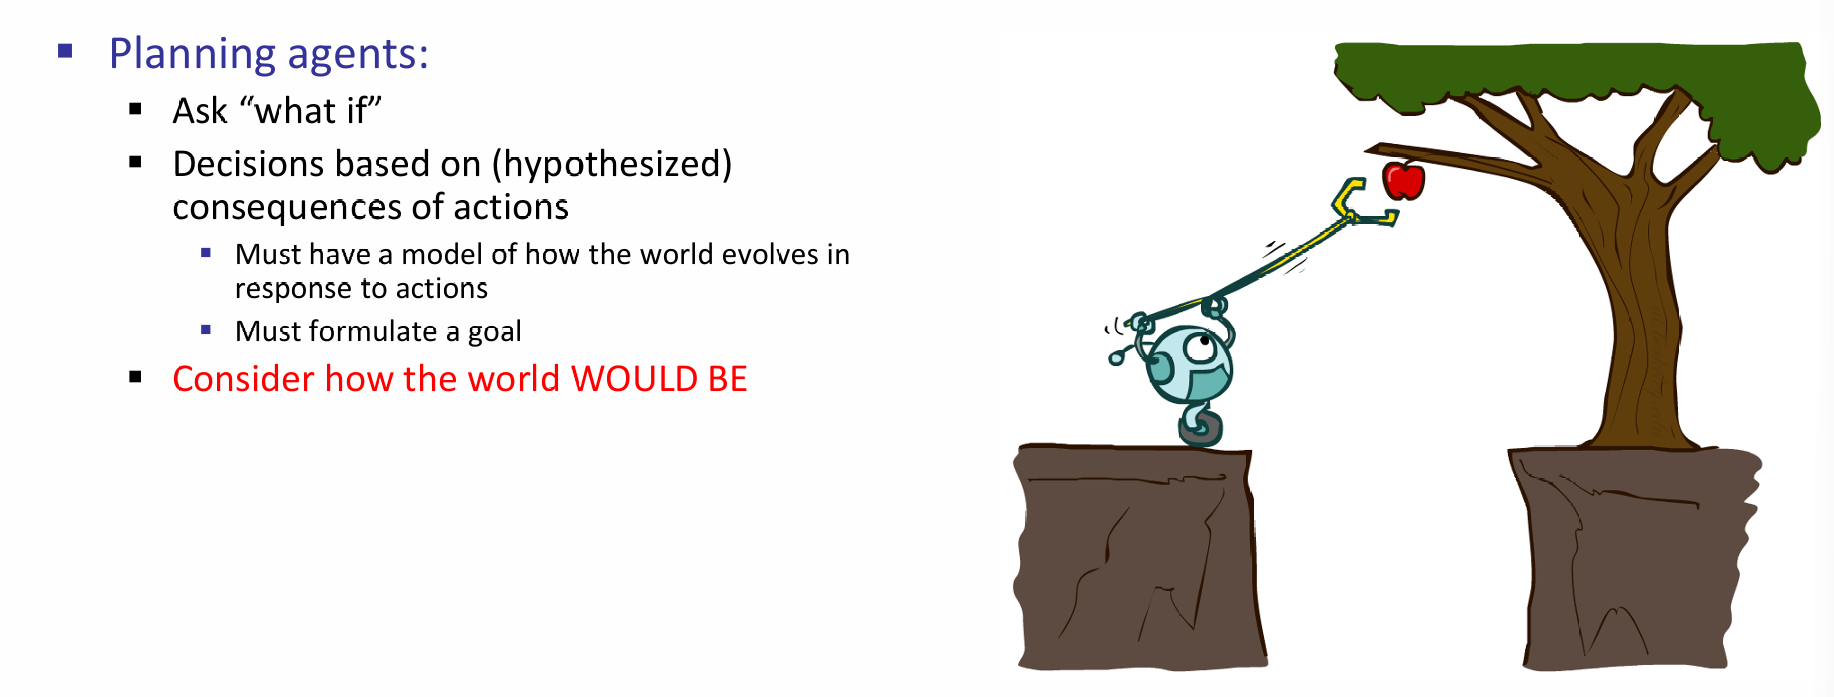 Planning agents:
Ask “what if”
Decisions based on (hypothesized)
consequences of actions
Must have a model of how the world evolves in
response to actions
Must formulate a goal
Consider how the world WOULD BE